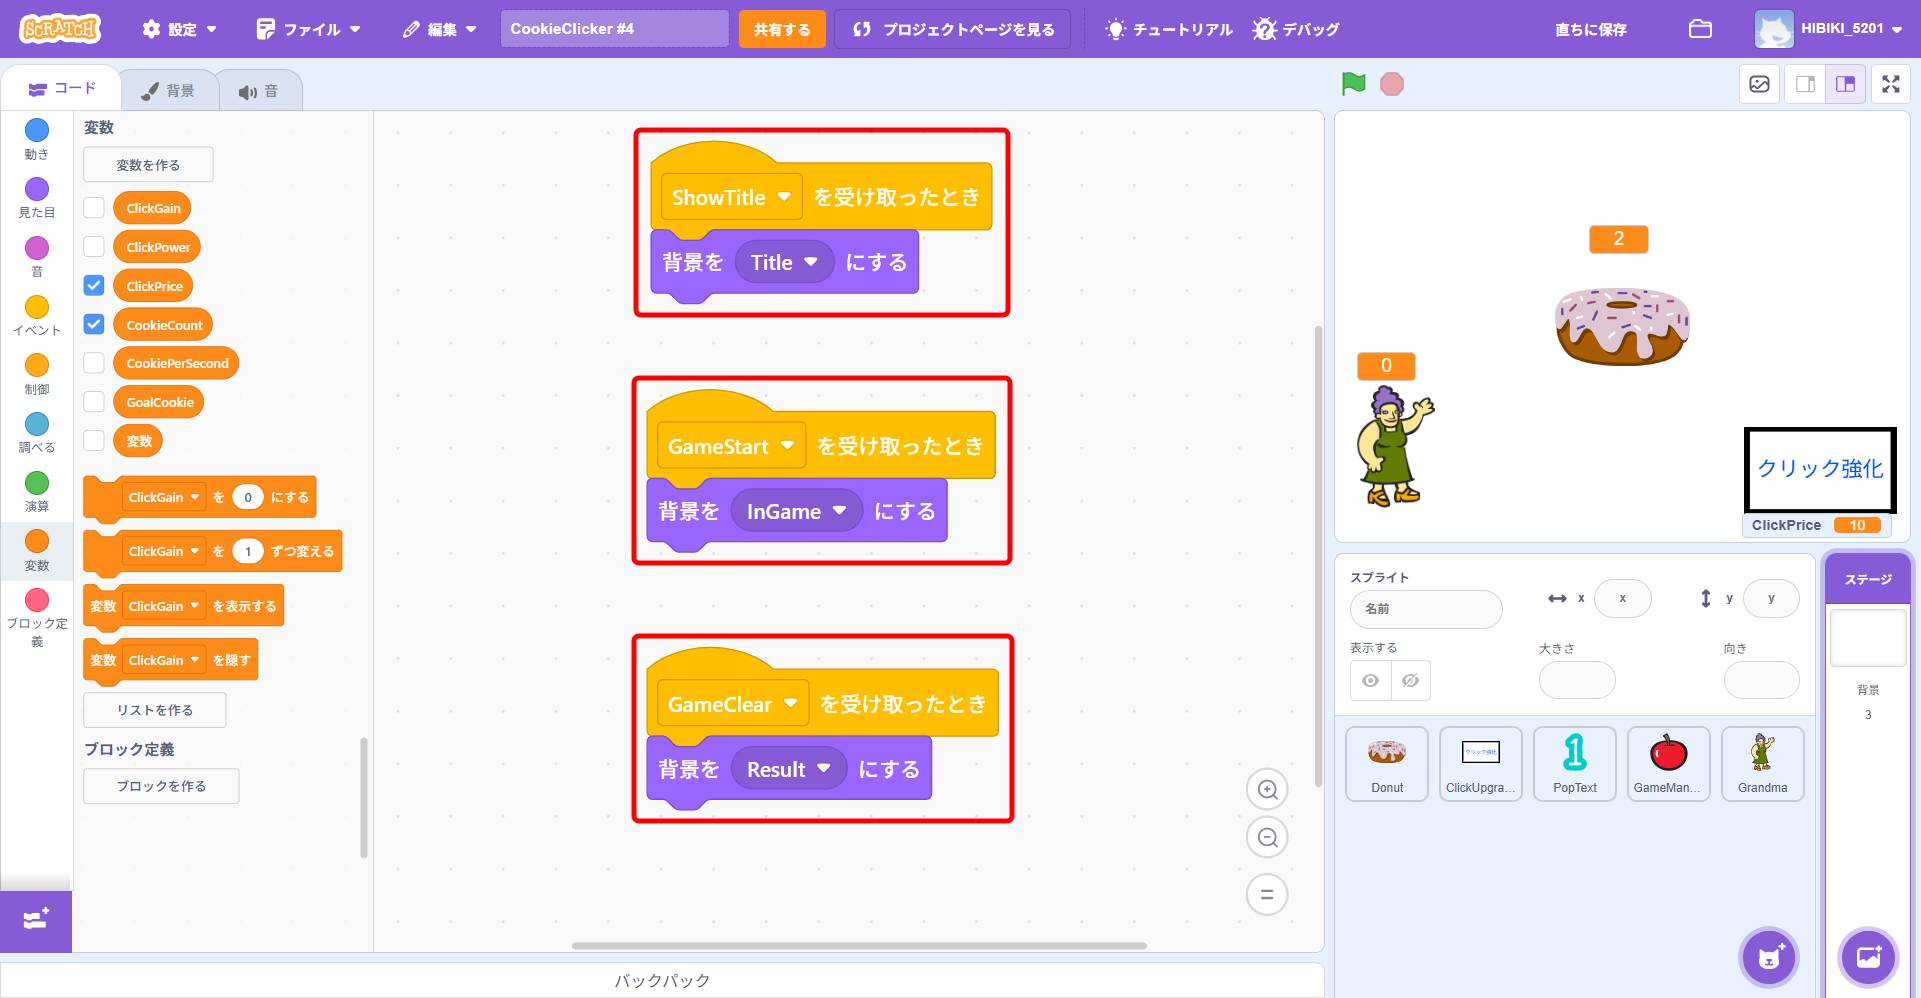 SCRATCH
設定
ファイル
編集
CookieClicker #4
共有する
プロジェクトページを見る
チュートリアル
デバッグ
直ちに保存
HIBIKI_5201
コード
背景
音
動き
見た目
音
イベント
制御
調べる
演算
変数
ブロック定
義
変数
変数を作る
ClickGain
ClickPower
ClickPrice
CookieCount
CookiePerSecond
GoalCookie
変数
ClickGain を 0 にする
ClickGain を 1 ずつ変える
変数 ClickGain を表示する
変数 ClickGain を隠す
リストを作る
ブロック定義
ブロックを作る
ShowTitle を受け取ったとき
背景を Title にする
GameStart を受け取ったとき
背景を InGame にする
GameClear を受け取ったとき
背景を Result にする
バックパック
2
0
クリック強化
ClickPrice 10
スプライト
名前
x x
y y
表示する
大きさ
向き
Donut
クリック強化
ClickUpgra...
1
PopText
GameMan...
Grandma
ステージ
背景
3